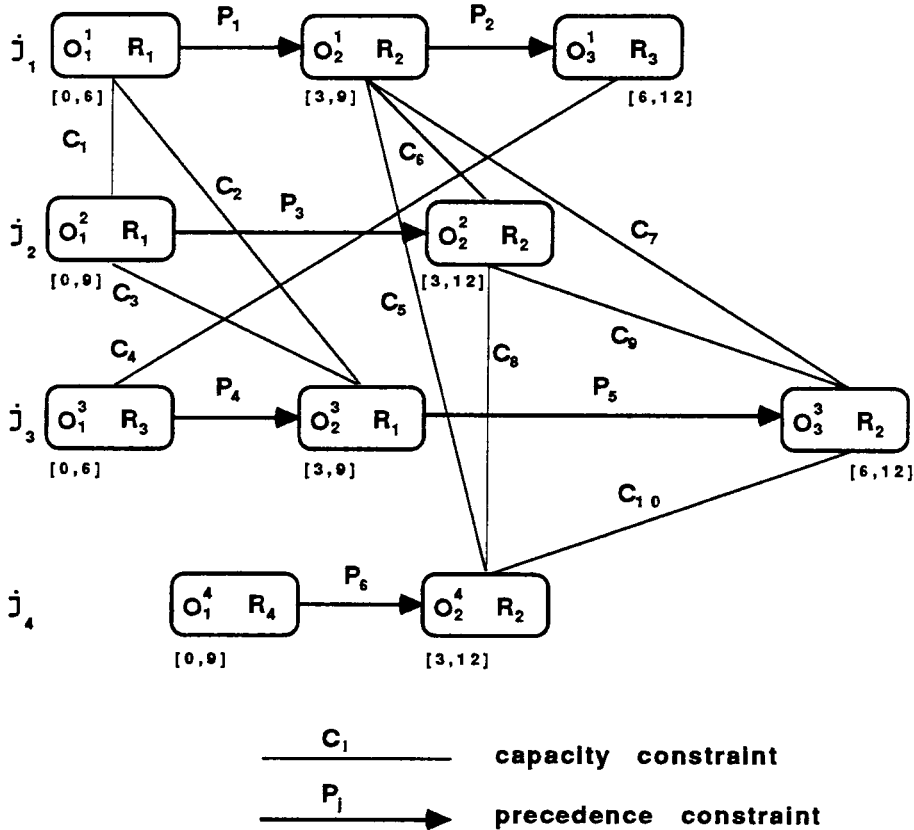 P₁ P₂
j₁ O₁¹ R₁ O₂¹ R₂ O₃¹ R₃
[0,6] [3,9] [6,12]
C₁ C₂ C₆
P₃ C₇
j₂ O₁² R₁ O₂² R₂
[0,9] [3,12]
C₃ C₅
C₄ C₈ C₉
P₄ P₅
j₃ O₁³ R₃ O₂³ R₁ O₃³ R₂
[0,6] [3,9] [6,12]
C₁₀
P₆
j₄ O₁⁴ R₄ O₂⁴ R₂
[0,9] [3,12]
Cᵢ capacity constraint
Pⱼ precedence constraint